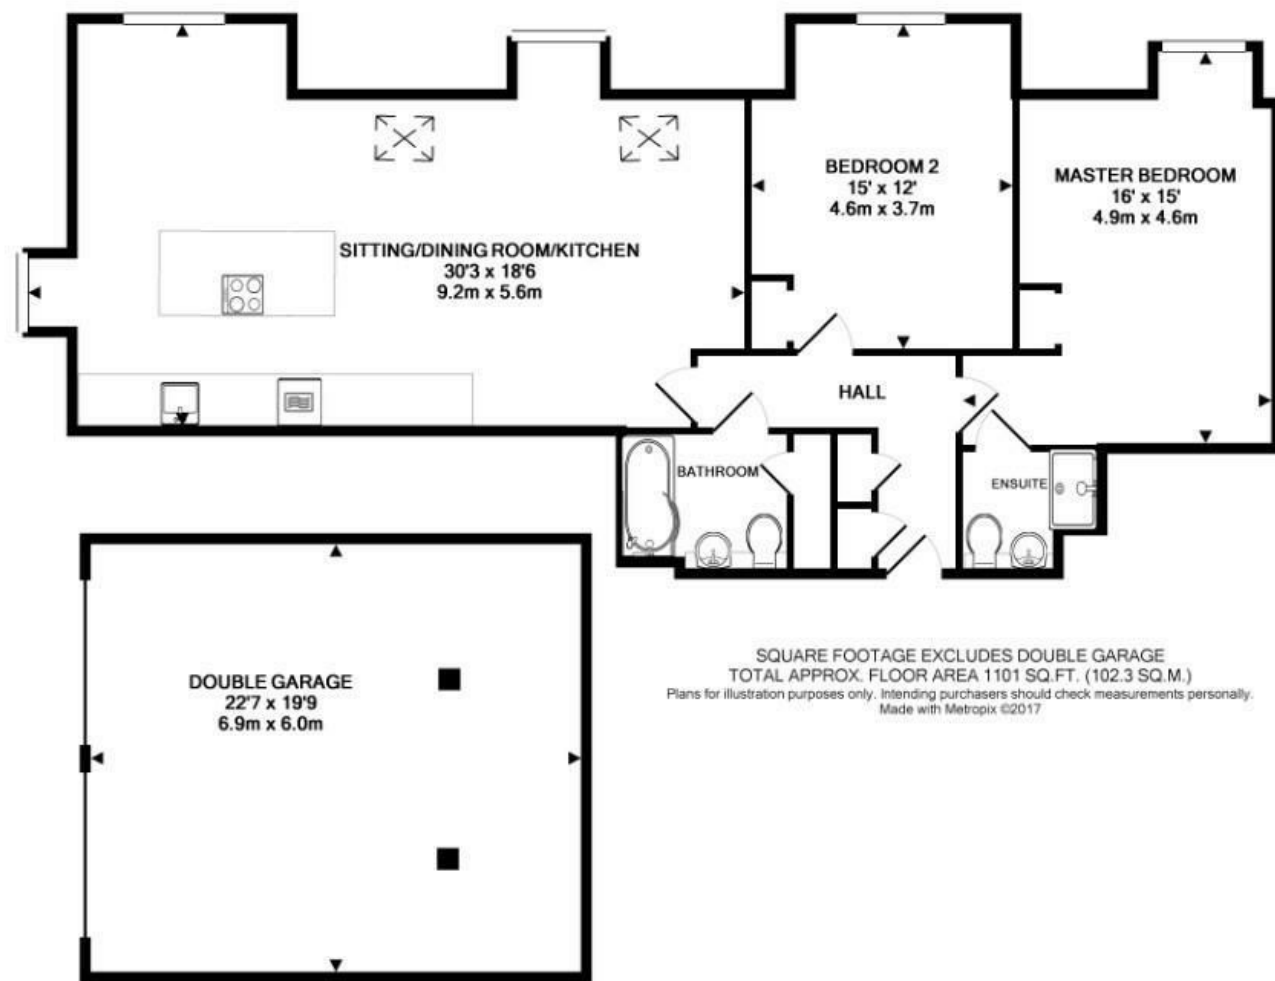 BEDROOM 2
15' x 12'
4.6m x 3.7m
MASTER BEDROOM
16' x 15'
4.9m x 4.6m
SITTING/DINING ROOM/KITCHEN
30'3 x 18'6
9.2m x 5.6m
HALL
BATHROOM
ENSUITE
DOUBLE GARAGE
22'7 x 19'9
6.9m x 6.0m
SQUARE FOOTAGE EXCLUDES DOUBLE GARAGE
TOTAL APPROX. FLOOR AREA 1101 SQ.FT. (102.3 SQ.M.)
Plans for illustration purposes only. Intending purchasers should check measurements personally.
Made with Metropix ©2017